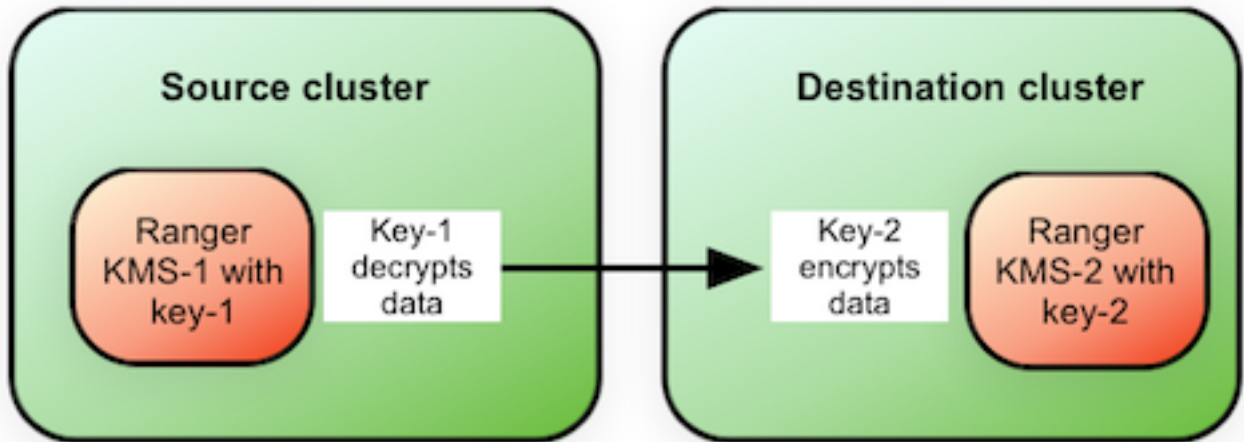 Source cluster
Ranger
KMS-1 with
key-1
Key-1
decrypts
data
Destination cluster
Key-2
encrypts
data
Ranger
KMS-2 with
key-2